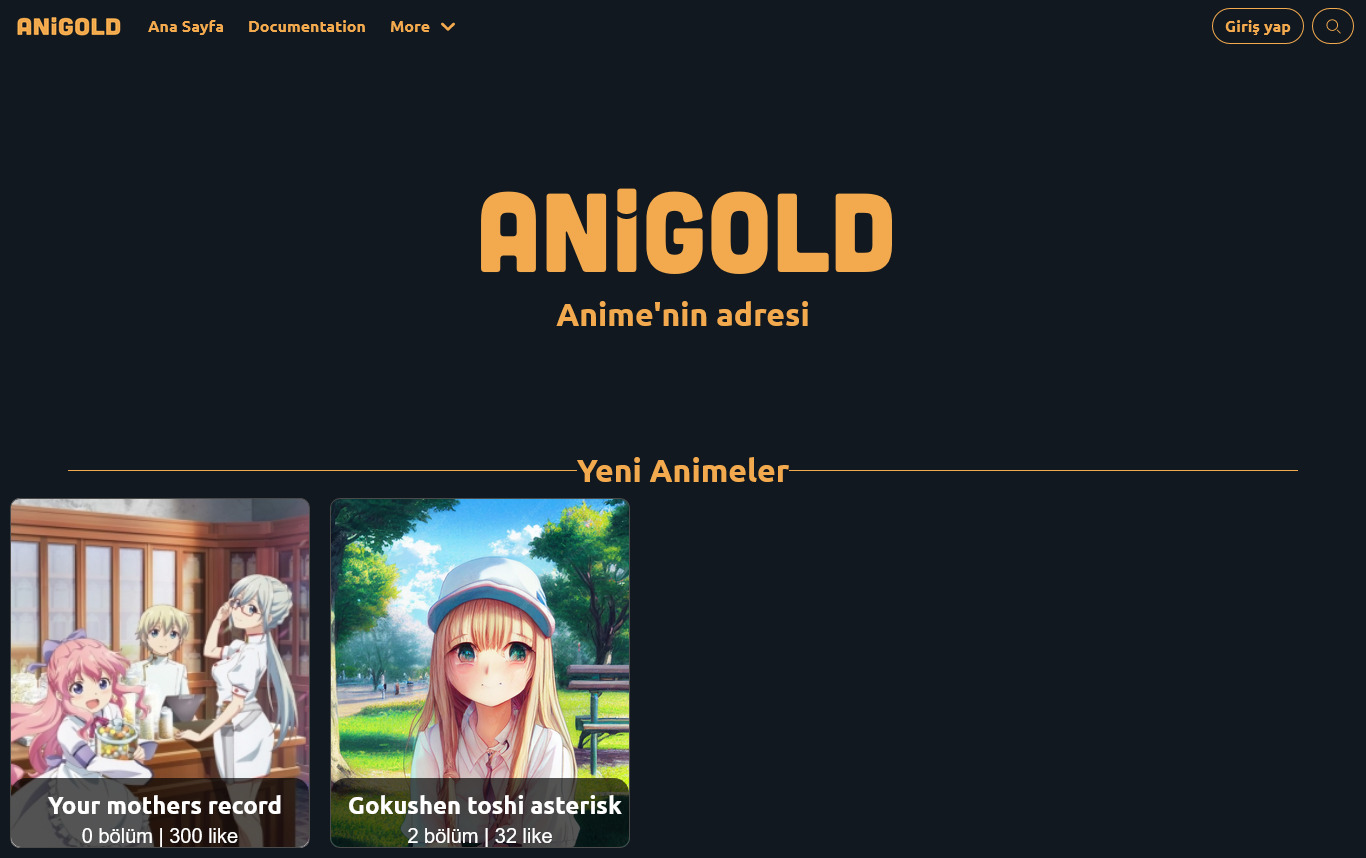 ANiGOLD Ana Sayfa Documentation More Giriş yap
ANiGOLD
Anime'nin adresi
Yeni Animeler
Your mothers record
0 bölüm | 300 like
Gokushen toshi asterisk
2 bölüm | 32 like